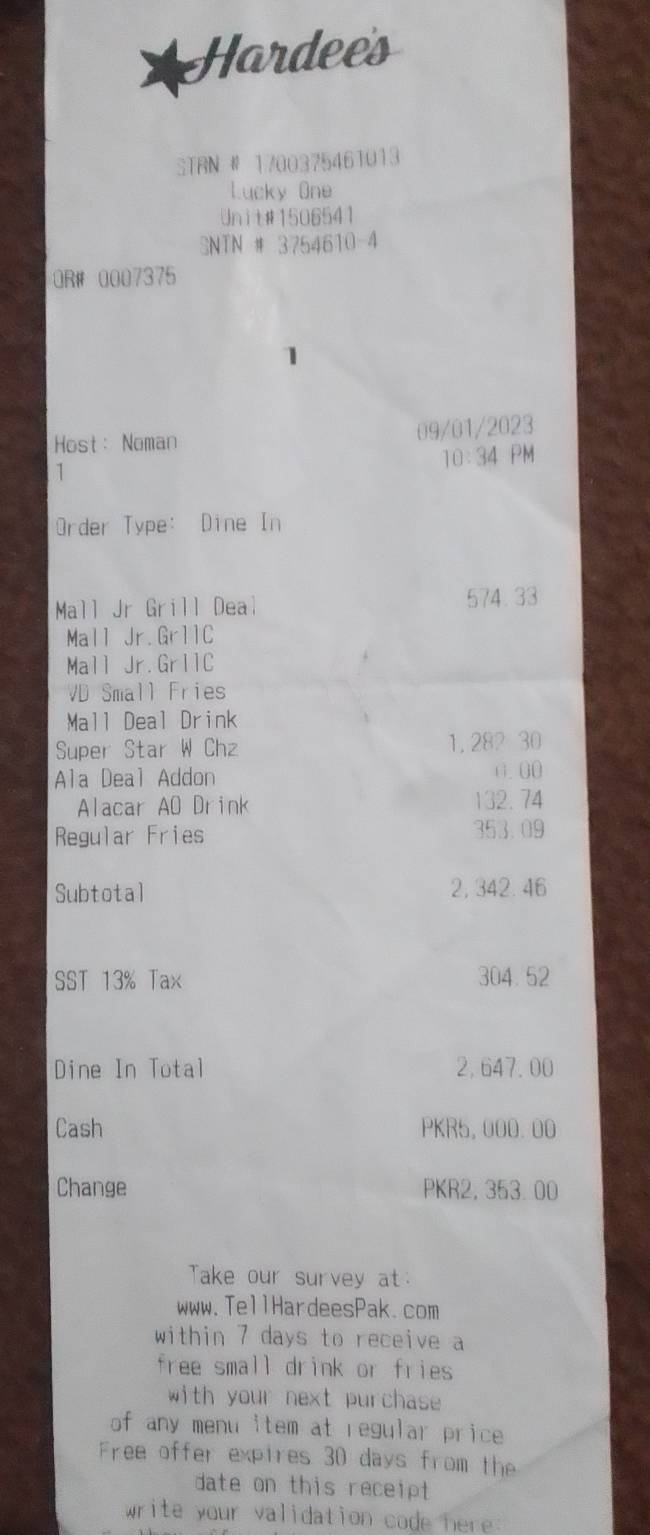 Hardee's
STRN # 1700375461013
Lucky One
Unit#1506541
SNTN # 3754610-4
OR# 0007375
1
Host: Noman 09/01/2023
1 10:34 PM
Order Type: Dine In
Mall Jr Grill Deal 574.33
Mall Jr.GrllC
Mall Jr.GrllC
VD Small Fries
Mall Deal Drink
Super Star W Chz 1,282.30
Ala Deal Addon 0.00
Alacar AO Drink 132.74
Regular Fries 353.09
Subtotal 2,342.46
SST 13% Tax 304.52
Dine In Total 2,647.00
Cash PKR5,000.00
Change PKR2,353.00
Take our survey at:
www.TellHardeesPak.com
within 7 days to receive a
free small drink or fries
with your next purchase
of any menu item at regular price
Free offer expires 30 days from the
date on this receipt
write your validation code here: